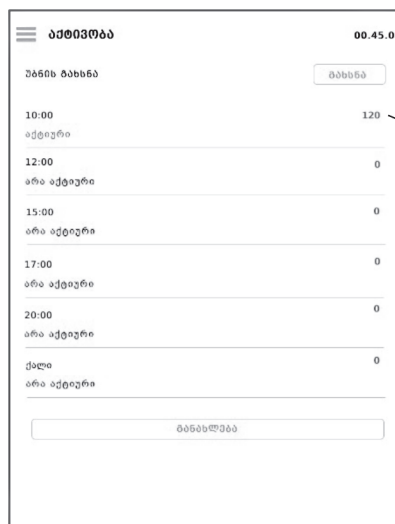 აქტივობა 00.45.0
უბნის გახსნა გახსნა
10:00 120
აქტიური
12:00 0
არა აქტიური
15:00 0
არა აქტიური
17:00 0
არა აქტიური
20:00 0
არა აქტიური
ქალი 0
არა აქტიური
განახლება